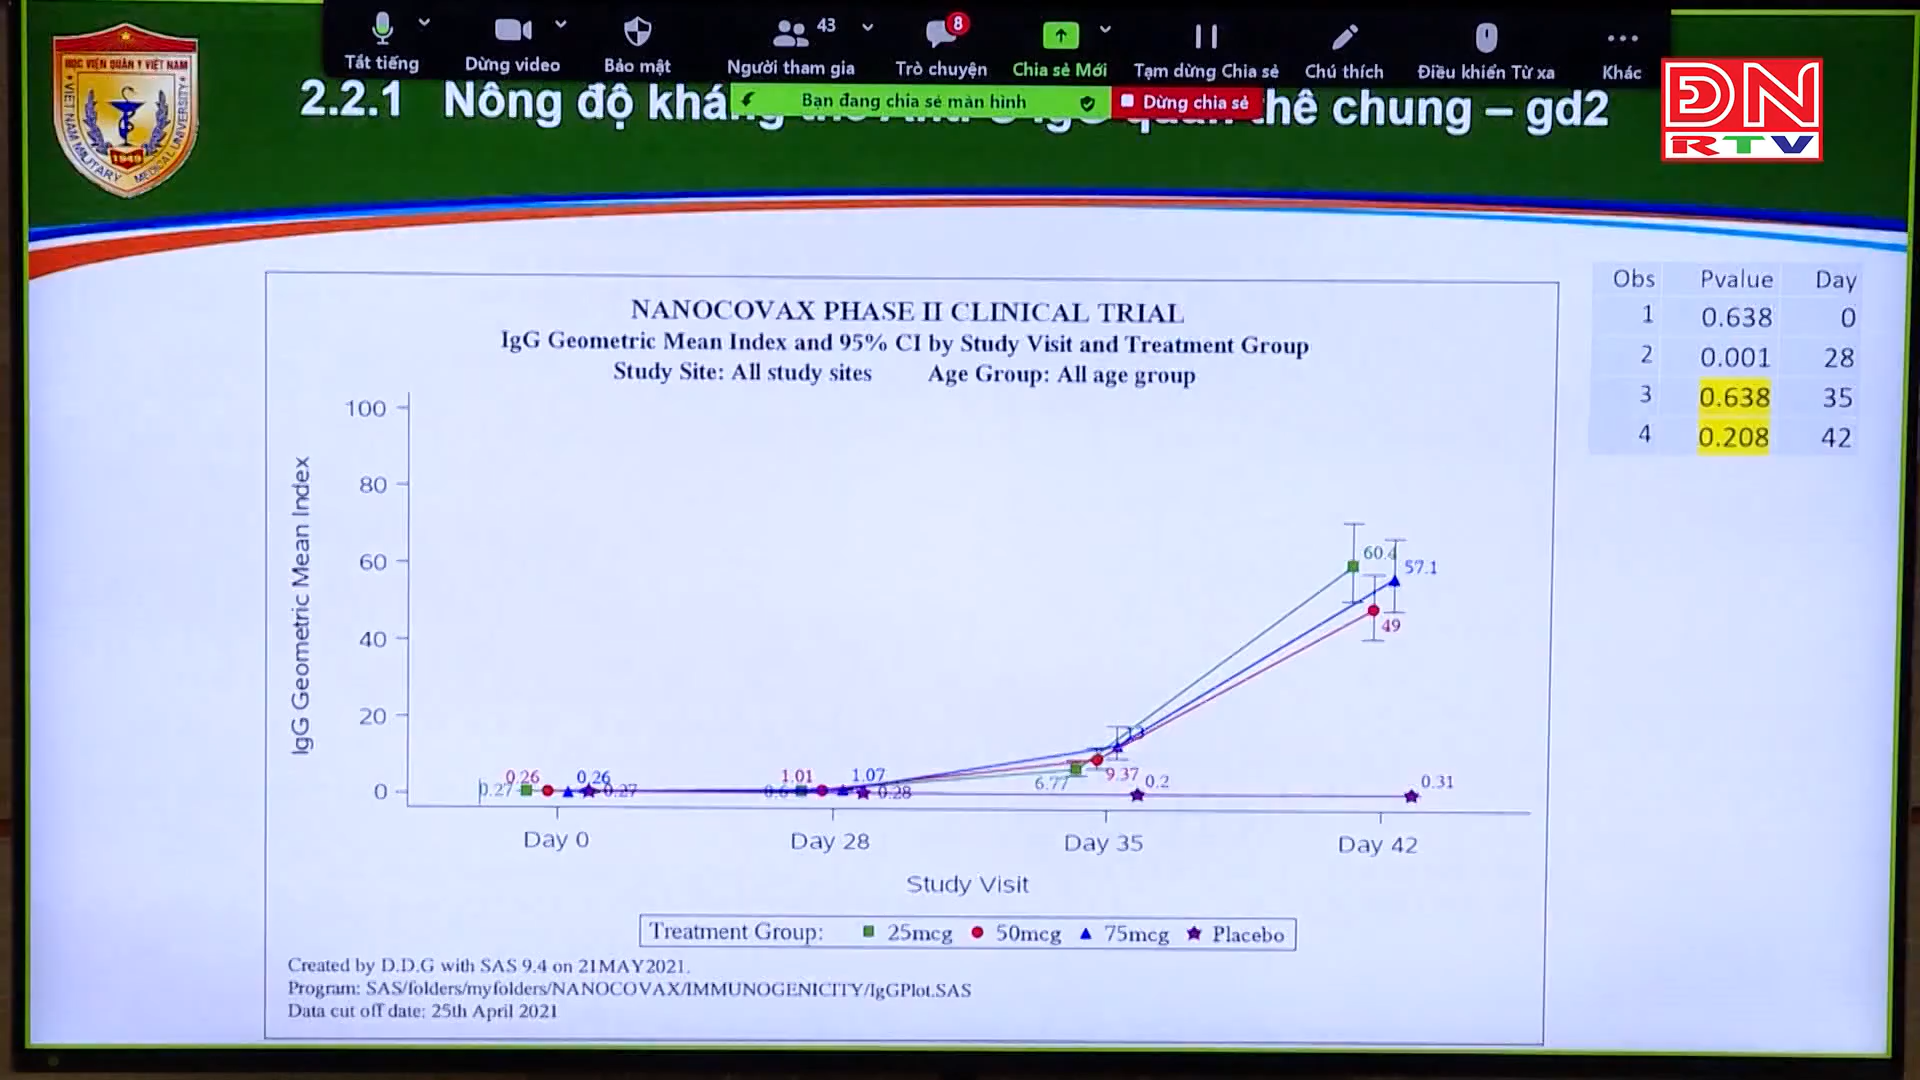 Tắt tiếng
Dừng video
Bảo mật
Người tham gia
43
Trò chuyện
8
Chia sẻ Mới
Tạm dừng Chia sẻ
Chú thích
Điều khiển Từ xa
Khác
Bạn đang chia sẻ màn hình
Dừng chia sẻ
HỌC VIỆN QUÂN Y VIỆT NAM
VIET NAM MILITARY MEDICAL UNIVERSITY
1949
2.2.1 Nồng độ thê chung – gd2
ĐN
RTV
NANOCOVAX PHASE II CLINICAL TRIAL
IgG Geometric Mean Index and 95% CI by Study Visit and Treatment Group
Study Site: All study sites Age Group: All age group
Obs Pvalue Day
1 0.638 0
2 0.001 28
3 0.638 35
4 0.208 42
IgG Geometric Mean Index
100
80
60
40
20
0
60.4
57.1
49
0.27
0.26
0.26
0.27
0.6
1.01
1.07
0.28
6.77
9.37
0.2
0.31
Day 0 Day 28 Day 35 Day 42
Study Visit
Treatment Group: 25mcg 50mcg 75mcg Placebo
Created by D.D.G with SAS 9.4 on 21MAY2021.
Program: SAS/folders/myfolders/NANOCOVAX/IMMUNOGENICITY/IgGPlot.SAS
Data cut off date: 25th April 2021